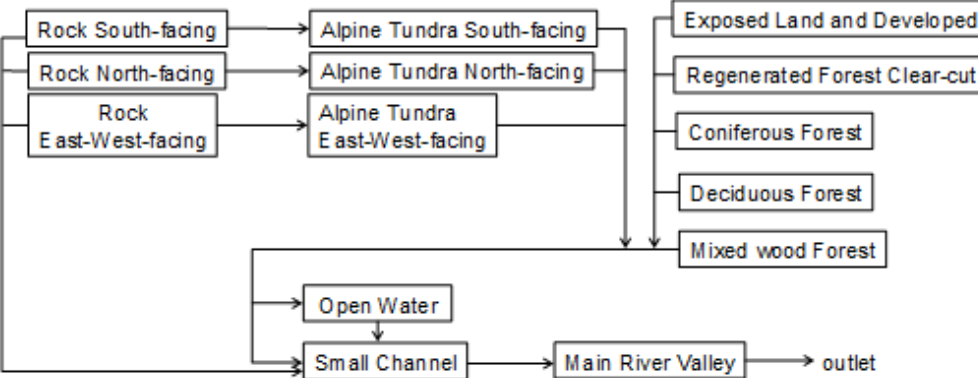 Rock South-facing
Alpine Tundra South-facing
Exposed Land and Developed
Rock North-facing
Alpine Tundra North-facing
Regenerated Forest Clear-cut
Rock
East-West-facing
Alpine Tundra
East-West-facing
Coniferous Forest
Deciduous Forest
Mixed wood Forest
Open Water
Small Channel
Main River Valley
outlet